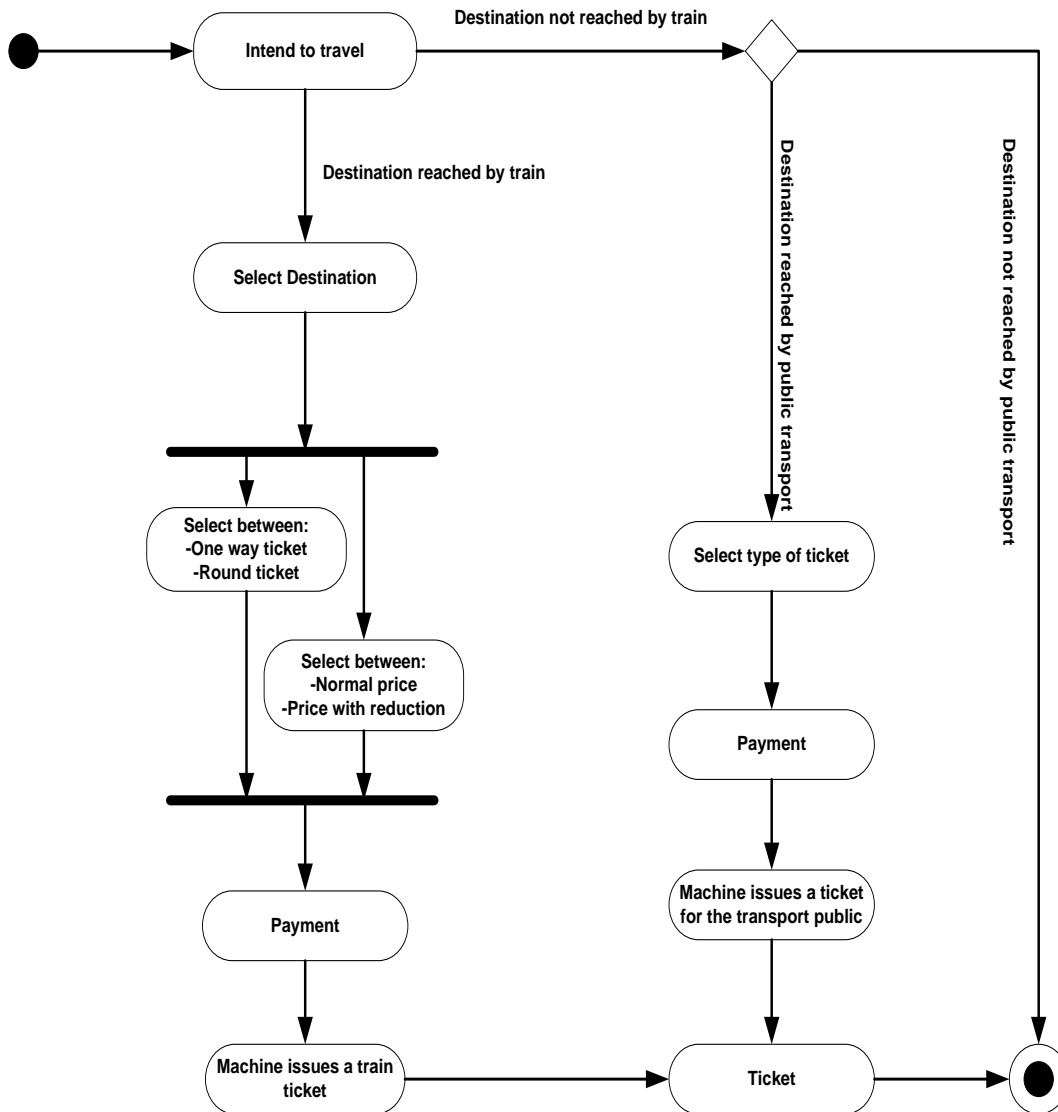 Destination not reached by train
Intend to travel
Destination reached by train
Destination reached by public transport
Destination not reached by public transport
Select Destination
Select between:
-One way ticket
-Round ticket
Select type of ticket
Select between:
-Normal price
-Price with reduction
Payment
Machine issues a ticket
for the transport public
Payment
Machine issues a train
ticket
Ticket